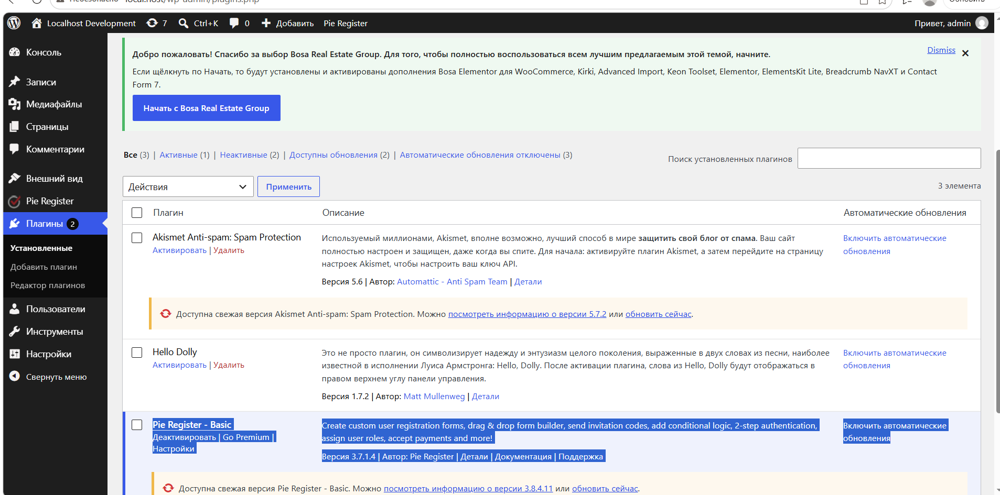 Localhost Development
7
Ctrl+K
0
Добавить
Pie Register
Привет, admin
Консоль
Записи
Медиафайлы
Страницы
Комментарии
Внешний вид
Pie Register
Плагины 2
Установленные
Добавить плагин
Редактор плагинов
Пользователи
Инструменты
Настройки
Свернуть меню
Добро пожаловать! Спасибо за выбор Bosa Real Estate Group. Для того, чтобы полностью воспользоваться всем лучшим предлагаемым этой темой, начните.
Dismiss
Если щёлкнуть по Начать, то будут установлены и активированы дополнения Bosa Elementor для WooCommerce, Kirki, Advanced Import, Keon Toolset, Elementor, ElementsKit Lite, Breadcrumb NavXT и Contact
Form 7.
Начать с Bosa Real Estate Group
Все (3) | Активные (1) | Неактивные (2) | Доступны обновления (2) | Автоматические обновления отключены (3)
Поиск установленных плагинов
Действия
Применить
3 элемента
Плагин
Описание
Автоматические обновления
Akismet Anti-spam: Spam Protection
Активировать | Удалить
Используемый миллионами, Akismet, вполне возможно, лучший способ в мире защитить свой блог от спама. Ваш сайт
полностью настроен и защищен, даже когда вы спите. Для начала: активируйте плагин Akismet, а затем перейдите на страницу
настроек Akismet, чтобы настроить ваш ключ API.
Версия 5.6 | Автор: Automattic - Anti Spam Team | Детали
Включить автоматические
обновления
Доступна свежая версия Akismet Anti-spam: Spam Protection. Можно посмотреть информацию о версии 5.7.2 или обновить сейчас.
Hello Dolly
Активировать | Удалить
Это не просто плагин, он символизирует надежду и энтузиазм целого поколения, выраженные в двух словах из песни, наиболее
известной в исполнении Луиса Армстронга: Hello, Dolly. После активации плагина, слова из Hello, Dolly будут отображаться в
правом верхнем углу панели управления.
Версия 1.7.2 | Автор: Matt Mullenweg | Детали
Включить автоматические
обновления
Pie Register - Basic
Деактивировать | Go Premium |
Настройки
Create custom user registration forms, drag & drop form builder, send invitation codes, add conditional logic, 2-step authentication,
assign user roles, accept payments and more!
Версия 3.7.1.4 | Автор: Pie Register | Детали | Документация | Поддержка
Включить автоматические
обновления
Доступна свежая версия Pie Register - Basic. Можно посмотреть информацию о версии 3.8.4.11 или обновить сейчас.